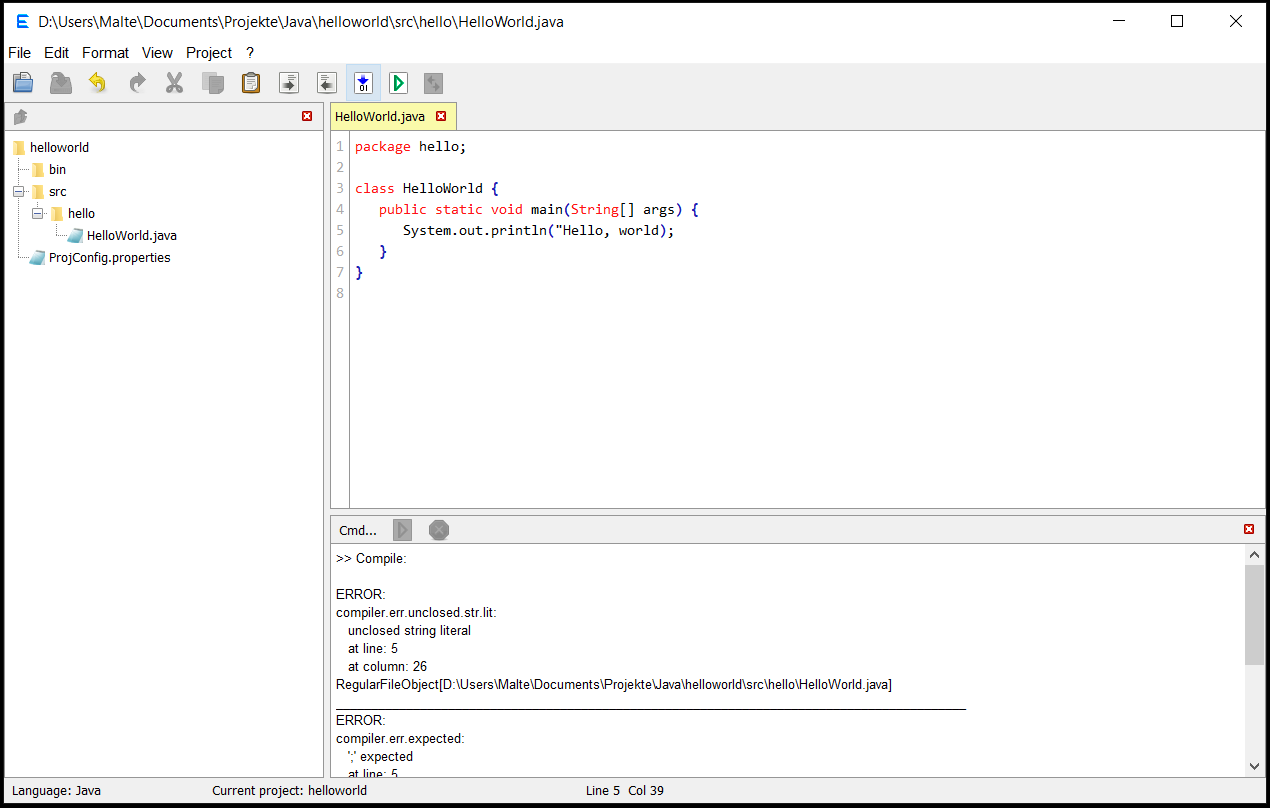 D:\Users\Malte\Documents\Projekte\Java\helloworld\src\hello\HelloWorld.java
File Edit Format View Project ?
HelloWorld.java
helloworld
bin
src
hello
HelloWorld.java
ProjConfig.properties
1 package hello;
2
3 class HelloWorld {
4 public static void main(String[] args) {
5 System.out.println("Hello, world);
6 }
7 }
8
Cmd...
>> Compile:
ERROR:
compiler.err.unclosed.str.lit:
unclosed string literal
at line: 5
at column: 26
RegularFileObject[D:\Users\Malte\Documents\Projekte\Java\helloworld\src\hello\HelloWorld.java]
ERROR:
compiler.err.expected:
';' expected
at line: 5
Language: Java Current project: helloworld Line 5 Col 39